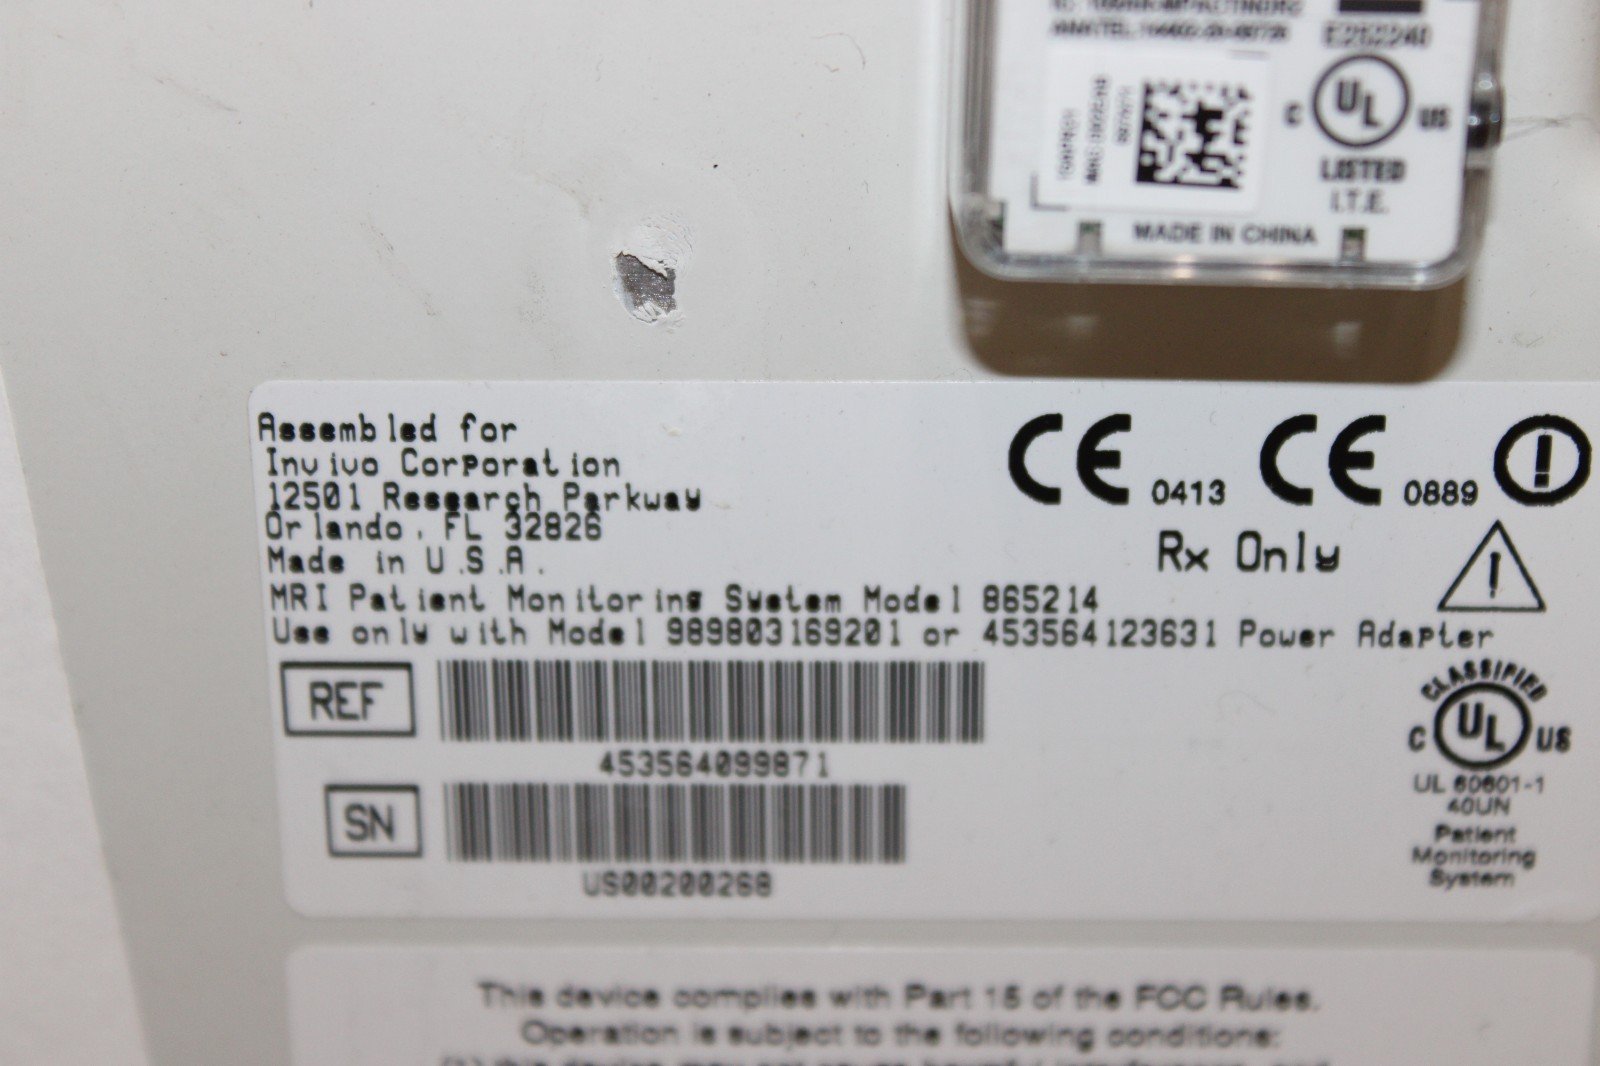 E252240
C UL US
LISTED
I.T.E.
MADE IN CHINA
Assembled for
Invivo Corporation
12501 Research Parkway
Orlando, FL 32826
Made in U.S.A.
MRI Patient Monitoring System Model 865214
Use only with Model 989803169201 or 453564123631 Power Adapter
CE 0413 CE 0889
Rx Only
REF
453564099871
SN
US00200268
CLASSIFIED
C UL US
UL 60601-1
40UN
Patient
Monitoring
System
This device complies with Part 15 of the FCC Rules.
Operation is subject to the following conditions: